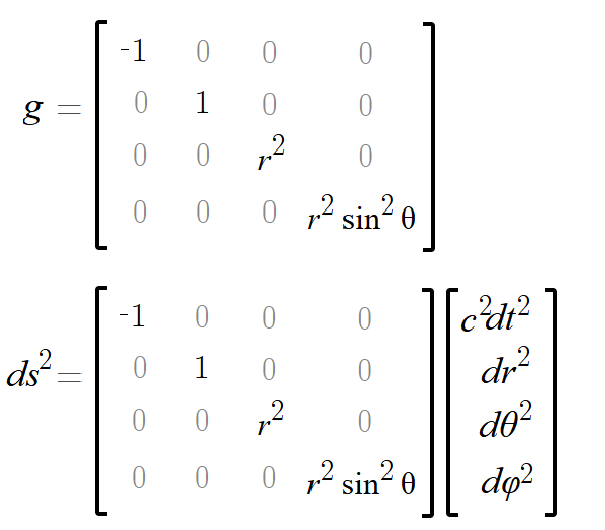 -1 0 0 0
g = 0 1 0 0
0 0 r² 0
0 0 0 r² sin² θ
-1 0 0 0 c²dt²
ds² = 0 1 0 0 dr²
0 0 r² 0 dθ²
0 0 0 r² sin² θ dφ²